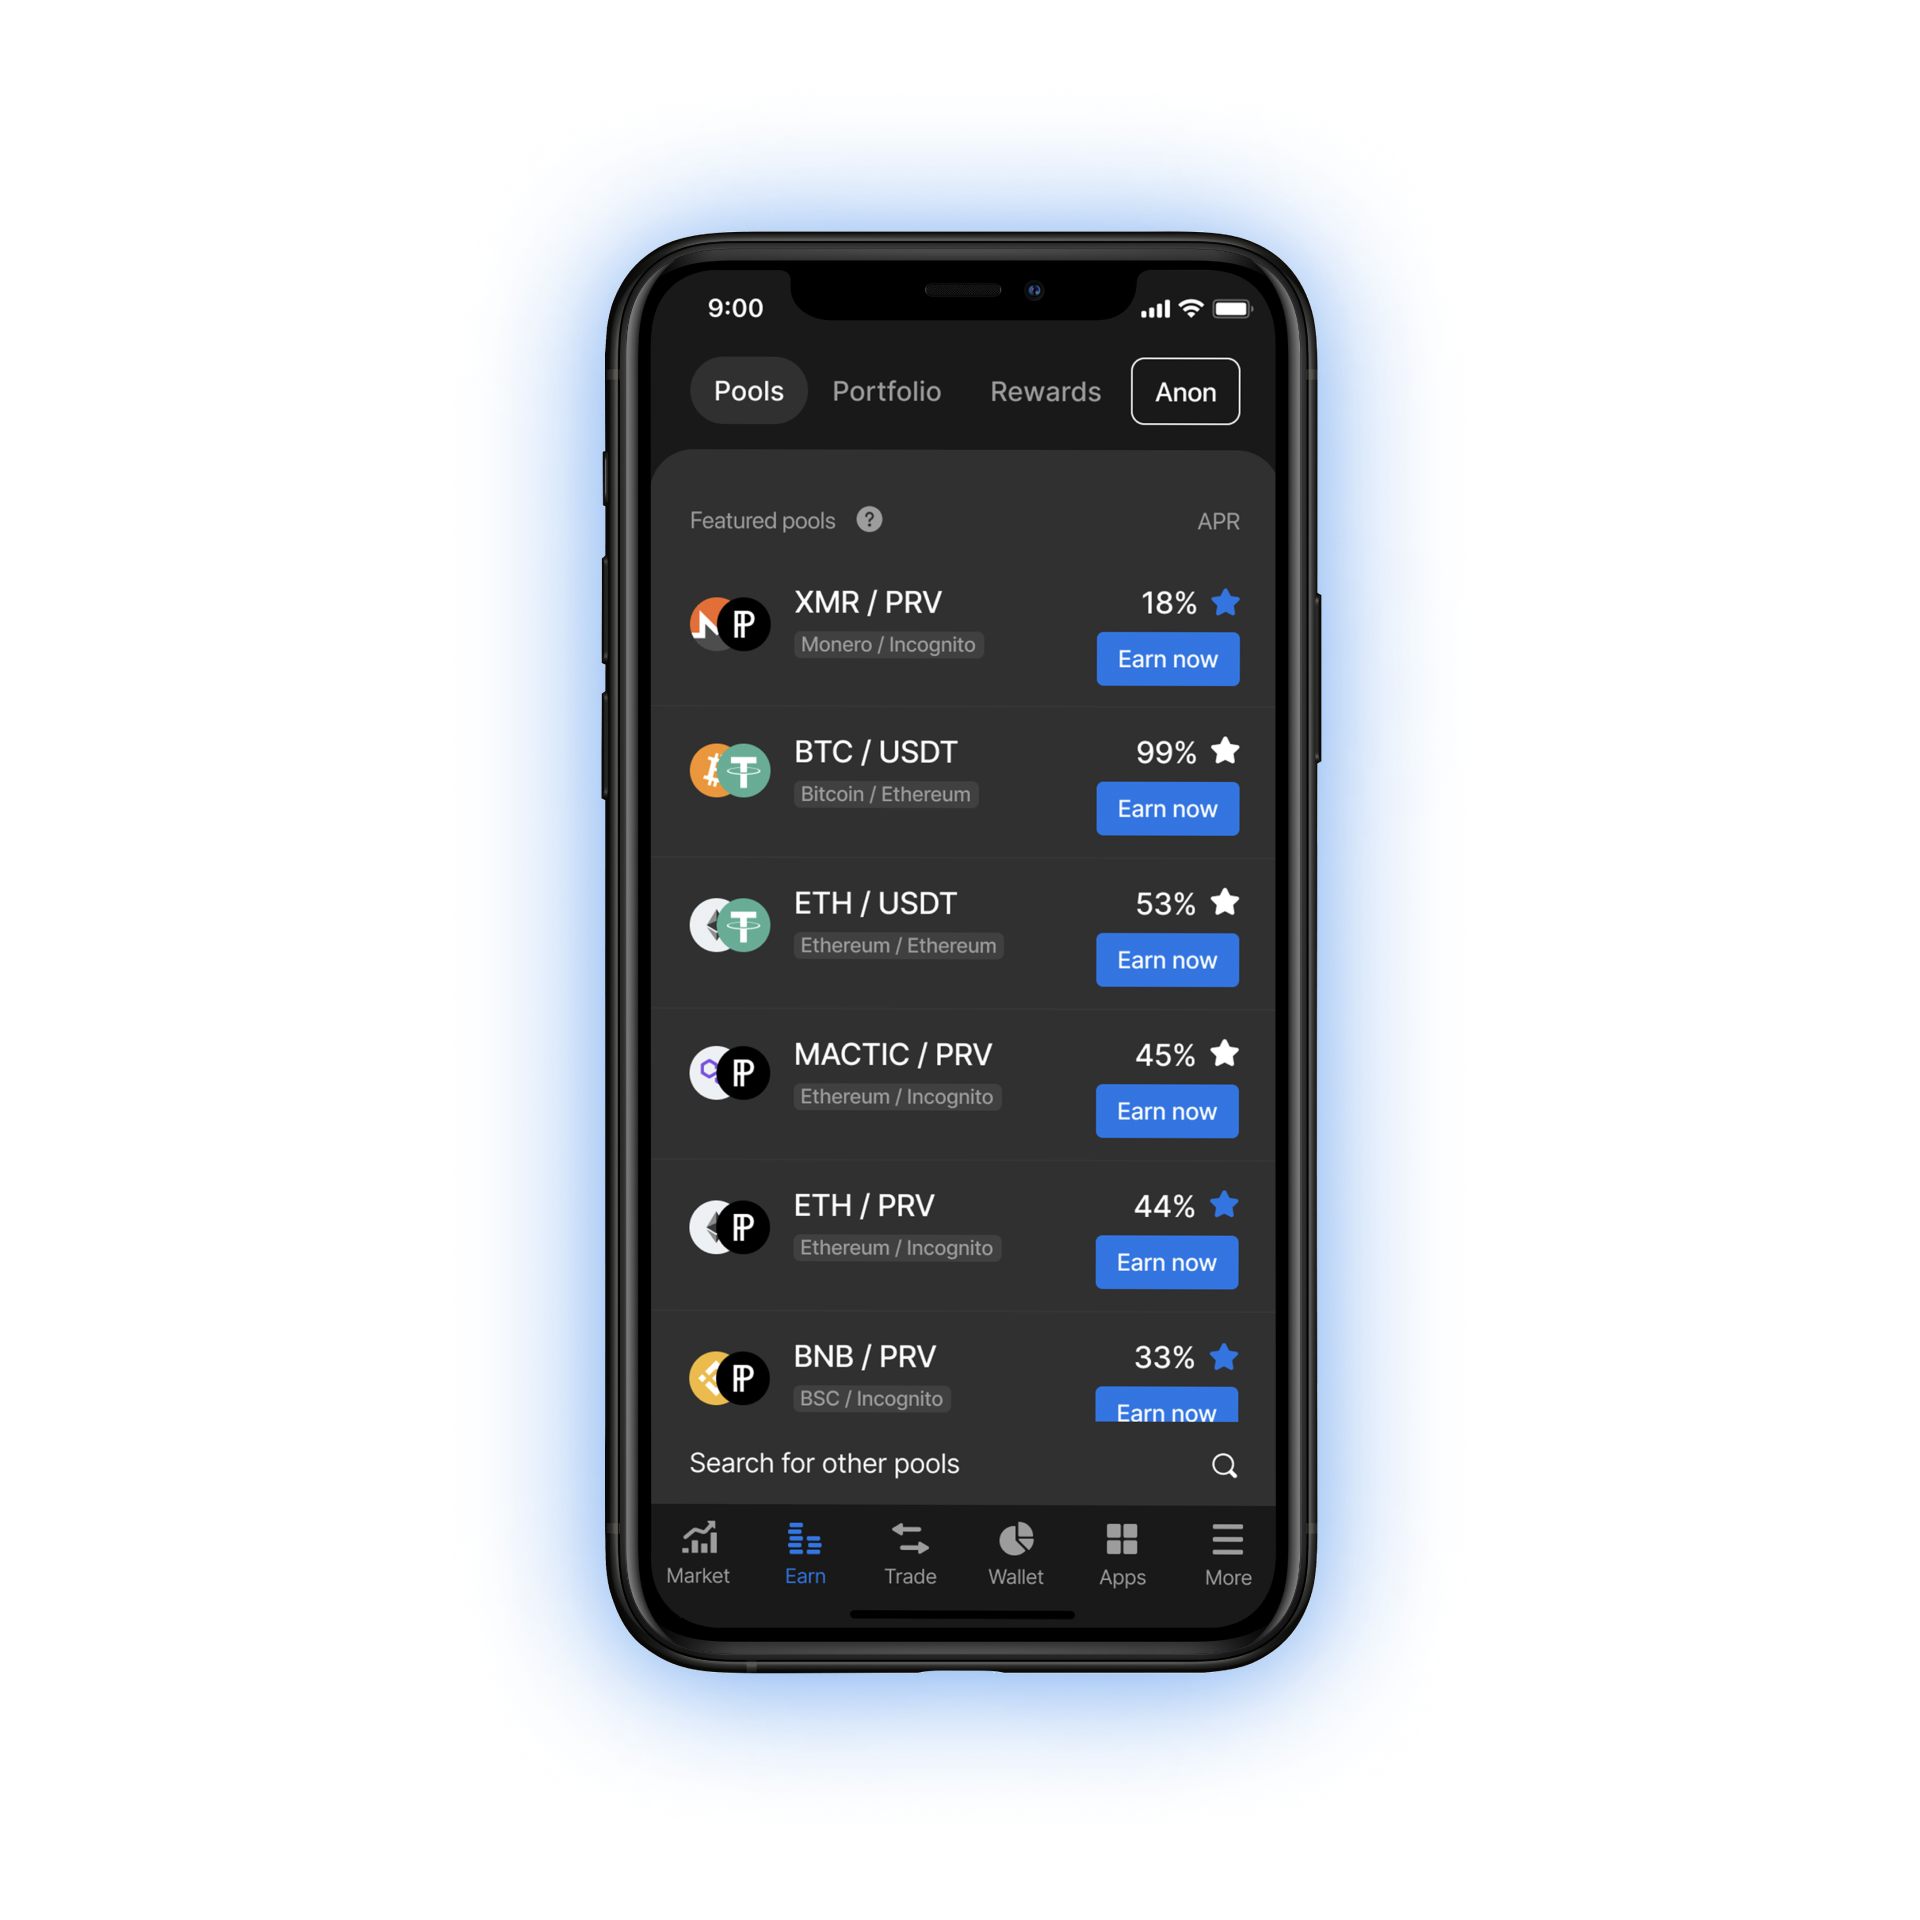 9:00
Pools Portfolio Rewards Anon
Featured pools ? APR
XMR / PRV 18%
Monero / Incognito
Earn now
BTC / USDT 99%
Bitcoin / Ethereum
Earn now
ETH / USDT 53%
Ethereum / Ethereum
Earn now
MACTIC / PRV 45%
Ethereum / Incognito
Earn now
ETH / PRV 44%
Ethereum / Incognito
Earn now
BNB / PRV 33%
BSC / Incognito
Earn now
Search for other pools
Market Earn Trade Wallet Apps More